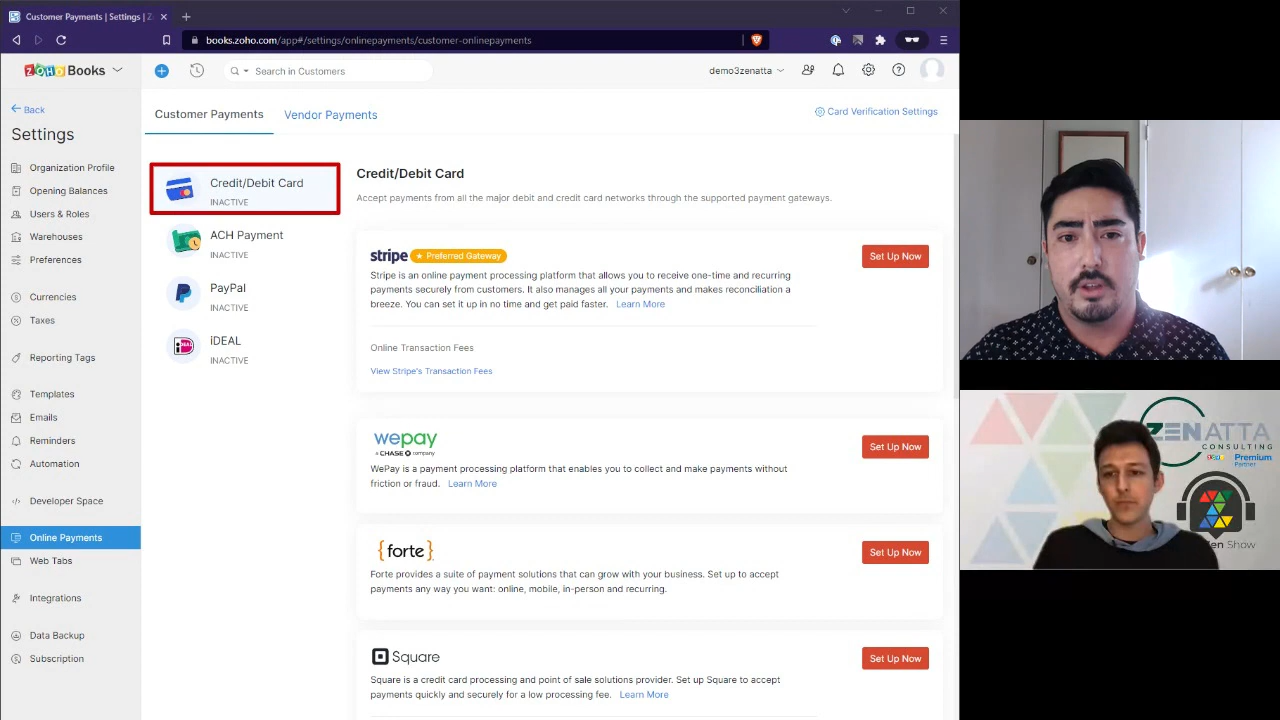 Customer Payments | Settings | Z
books.zoho.com/app#/settings/onlinepayments/customer-onlinepayments
ZOHO Books
Search in Customers
demo3zenatta
Back
Settings
Organization Profile
Opening Balances
Users & Roles
Warehouses
Preferences
Currencies
Taxes
Reporting Tags
Templates
Emails
Reminders
Automation
Developer Space
Online Payments
Web Tabs
Integrations
Data Backup
Subscription
Customer Payments
Vendor Payments
Card Verification Settings
Credit/Debit Card
INACTIVE
ACH Payment
INACTIVE
PayPal
INACTIVE
iDEAL
INACTIVE
Credit/Debit Card
Accept payments from all the major debit and credit card networks through the supported payment gateways.
stripe
Preferred Gateway
Set Up Now
Stripe is an online payment processing platform that allows you to receive one-time and recurring
payments securely from customers. It also manages all your payments and makes reconciliation a
breeze. You can set it up in no time and get paid faster. Learn More
Online Transaction Fees
View Stripe's Transaction Fees
wepay
a CHASE company
Set Up Now
WePay is a payment processing platform that enables you to collect and make payments without
friction or fraud. Learn More
{forte}
Set Up Now
Forte provides a suite of payment solutions that can grow with your business. Set up to accept
payments any way you want: online, mobile, in-person and recurring.
Square
Set Up Now
Square is a credit card processing and point of sale solutions provider. Set up Square to accept
payments quickly and securely for a low processing fee. Learn More
ZENATTA
CONSULTING
ZOHO Premium
Partner
Show